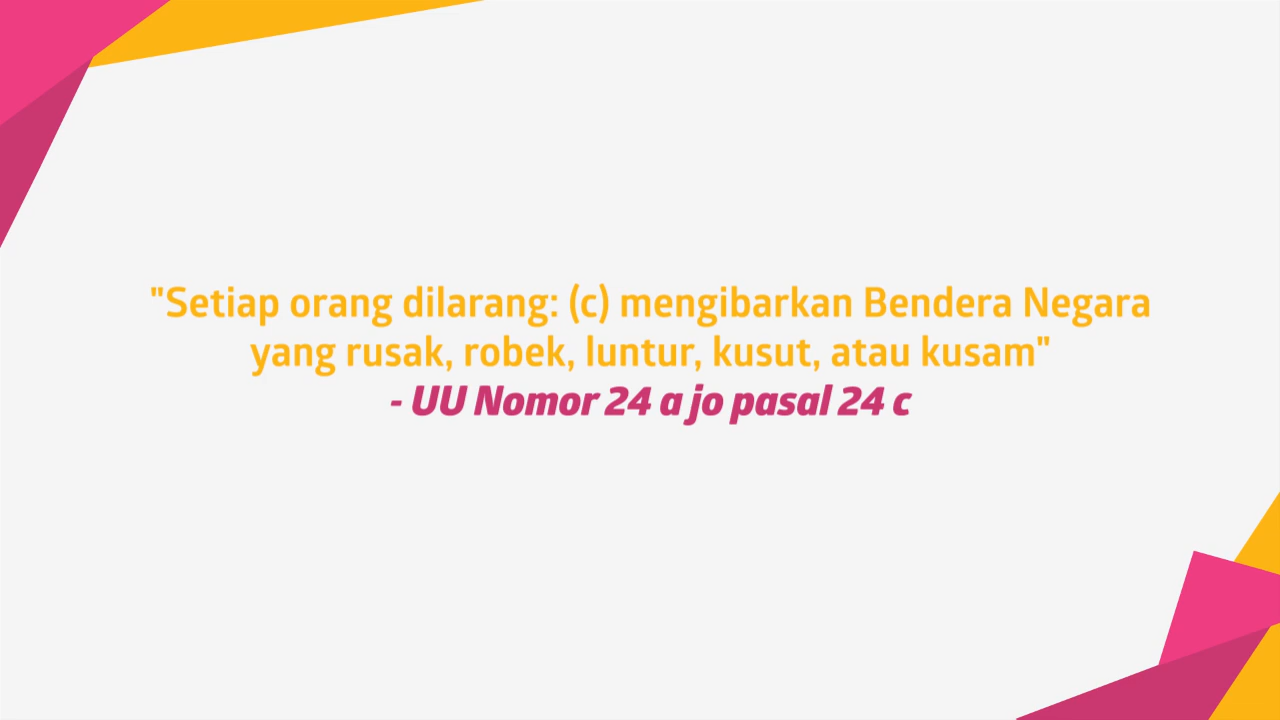 "Setiap orang dilarang: (c) mengibarkan Bendera Negara
yang rusak, robek, luntur, kusut, atau kusam"
- UU Nomor 24 a jo pasal 24 c